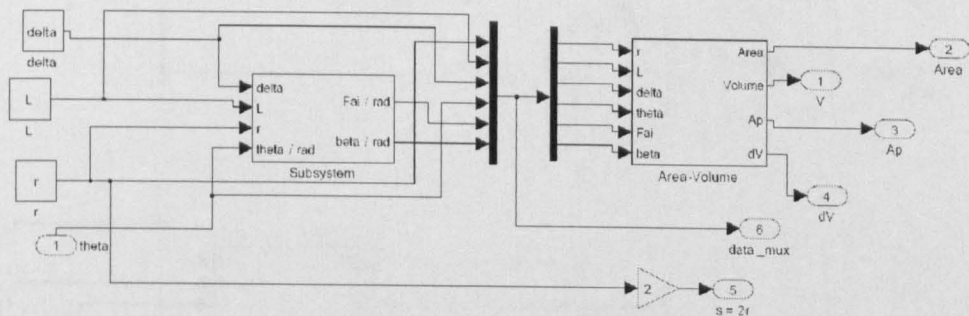 delta
delta
L
L
r
r
1
theta
delta
L
r
theta / rad
Fai / rad
beta / rad
Subsystem
r
L
delta
theta
Fai
beta
Area
Volume
Ap
dV
Area-Volume
2
Area
1
V
3
Ap
4
dV
6
data_mux
2
5
s = 2r